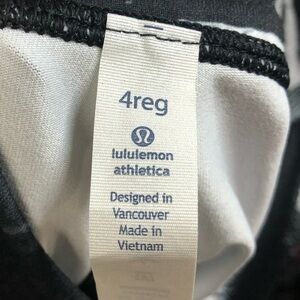 4reg
lululemon
athletica
Designed in
Vancouver
Made in
Vietnam